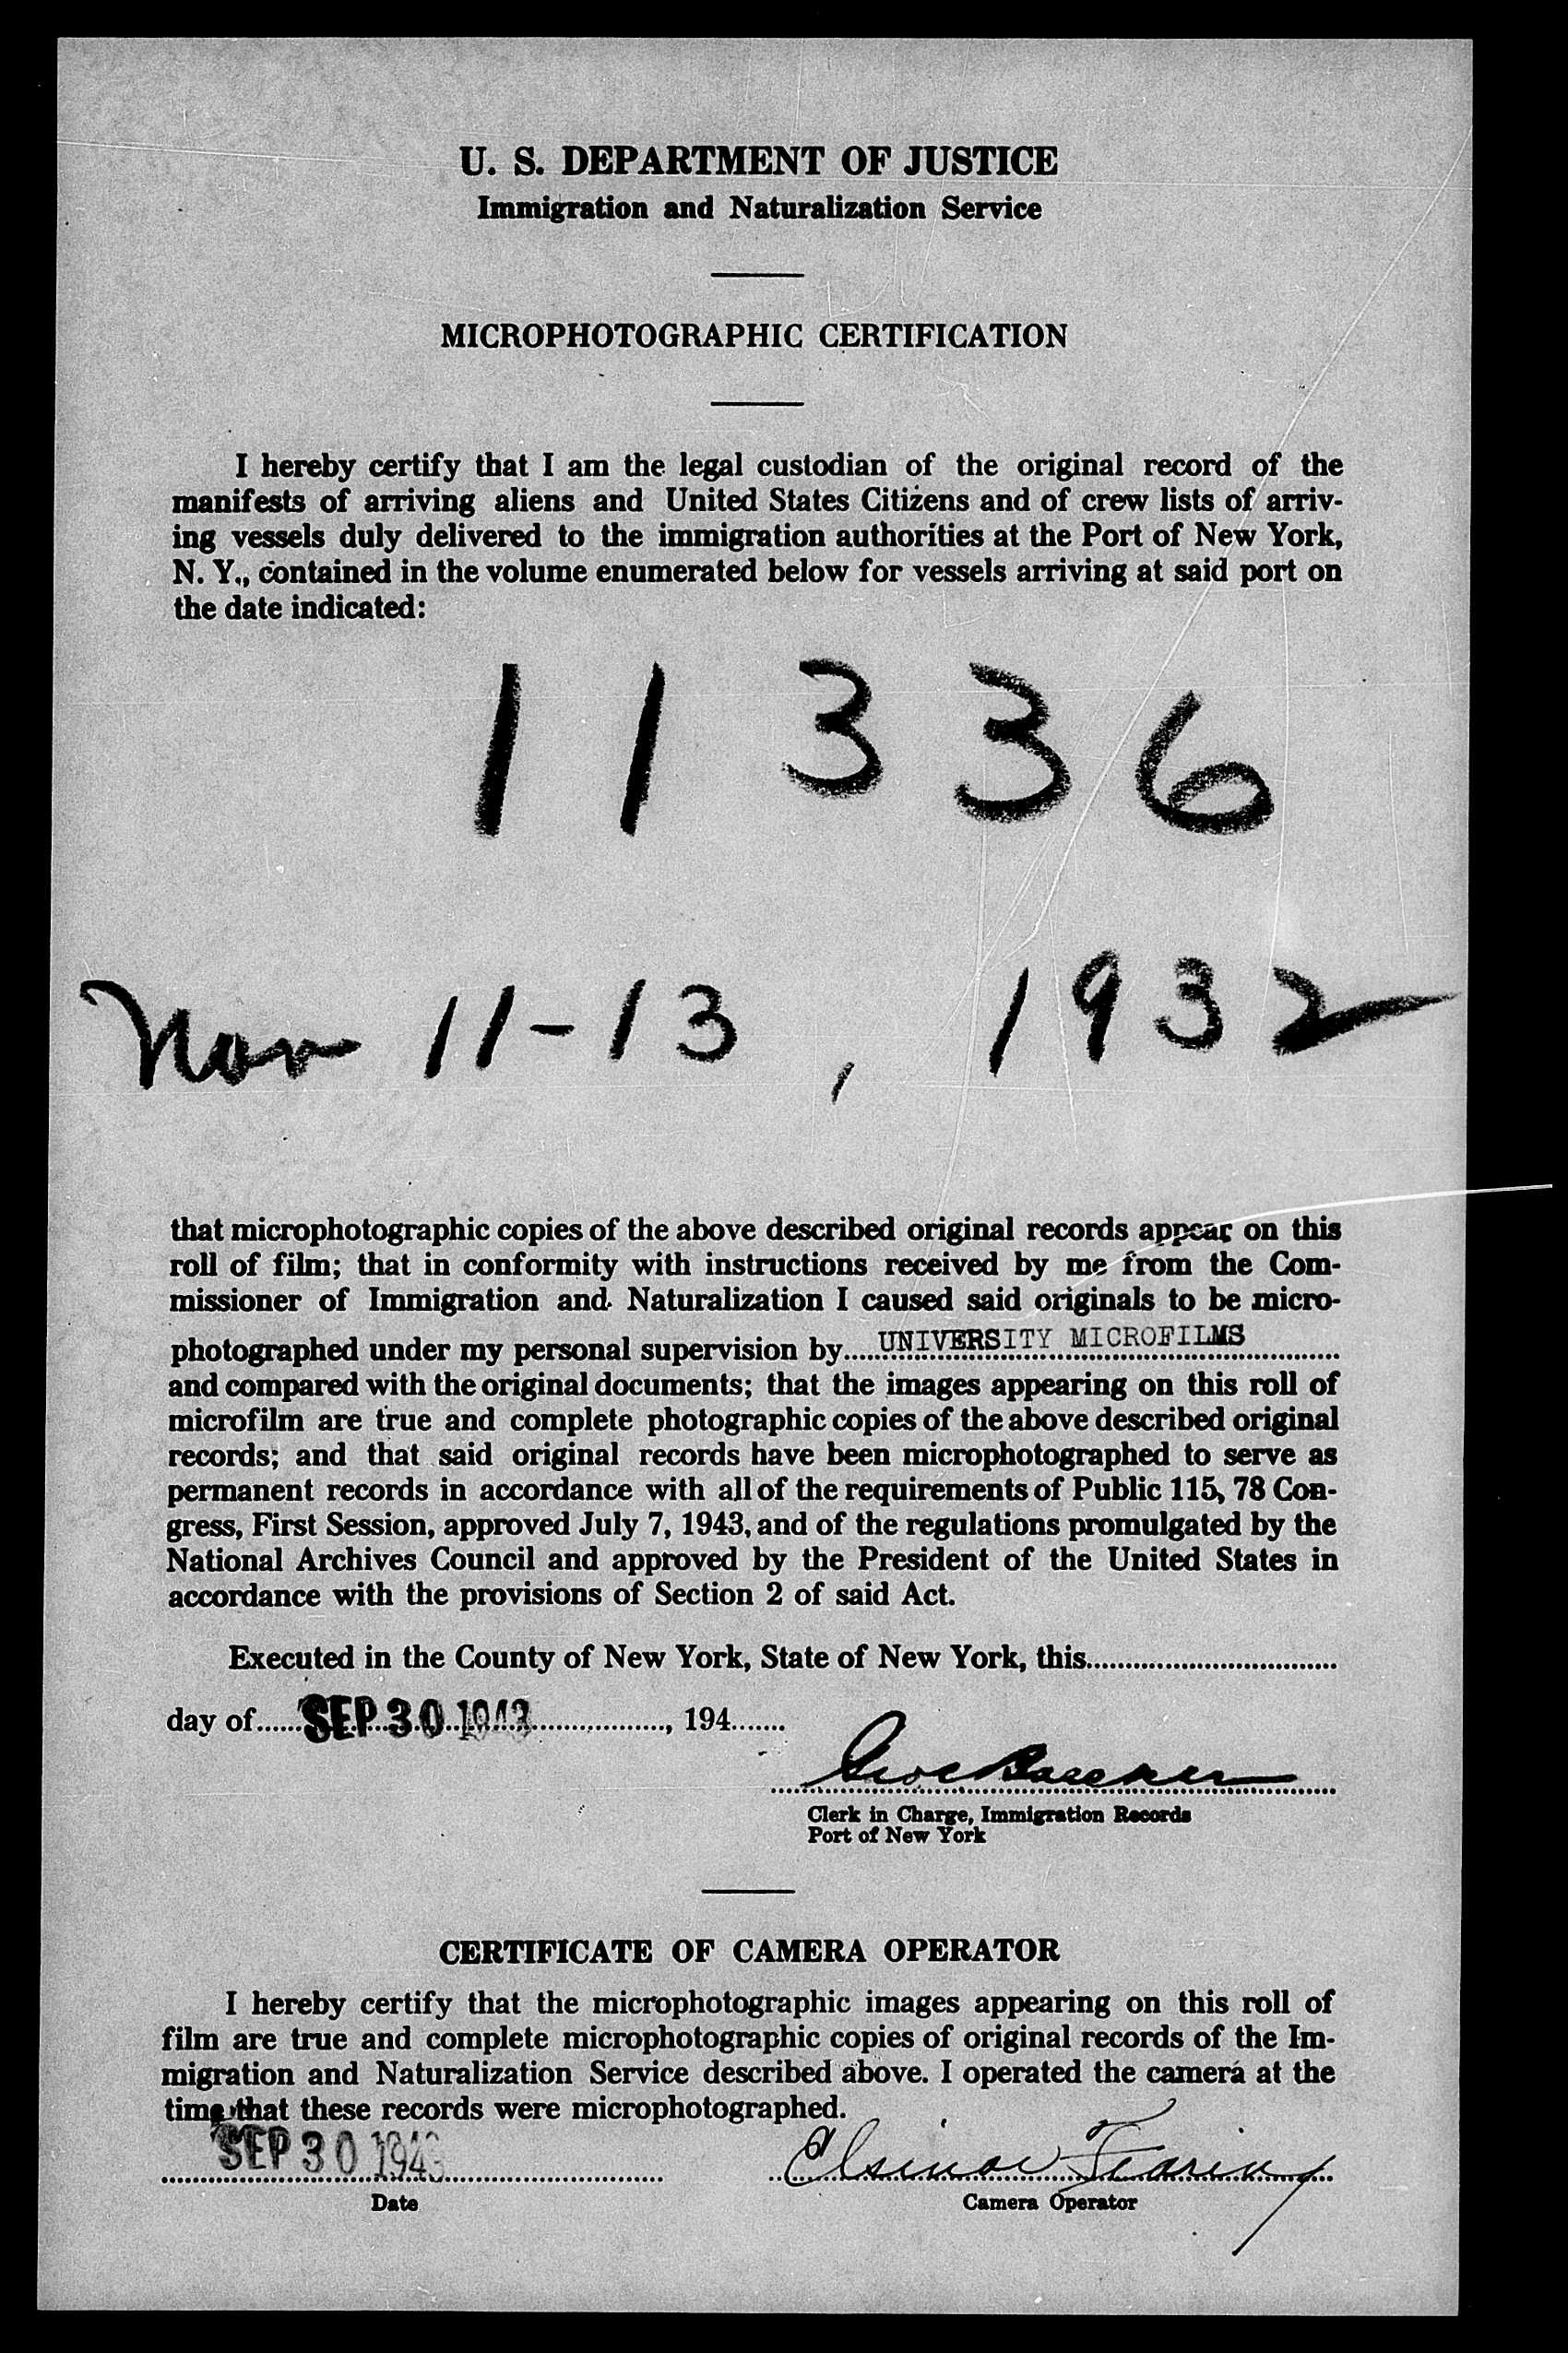 U. S. DEPARTMENT OF JUSTICE
Immigration and Naturalization Service
MICROPHOTOGRAPHIC CERTIFICATION
I hereby certify that I am the legal custodian of the original record of the
manifests of arriving aliens and United States Citizens and of crew lists of arriv-
ing vessels duly delivered to the immigration authorities at the Port of New York,
N. Y., contained in the volume enumerated below for vessels arriving at said port on
the date indicated:
11336
Nov 11-13, 1932
that microphotographic copies of the above described original records appear on this
roll of film; that in conformity with instructions received by me from the Com-
missioner of Immigration and Naturalization I caused said originals to be micro-
photographed under my personal supervision by UNIVERSITY MICROFILMS
and compared with the original documents; that the images appearing on this roll of
microfilm are true and complete photographic copies of the above described original
records; and that said original records have been microphotographed to serve as
permanent records in accordance with all of the requirements of Public 115, 78 Con-
gress, First Session, approved July 7, 1943, and of the regulations promulgated by the
National Archives Council and approved by the President of the United States in
accordance with the provisions of Section 2 of said Act.
Executed in the County of New York, State of New York, this
day of SEP 30 1943, 194
Clerk in Charge, Immigration Records
Port of New York
CERTIFICATE OF CAMERA OPERATOR
I hereby certify that the microphotographic images appearing on this roll of
film are true and complete microphotographic copies of original records of the Im-
migration and Naturalization Service described above. I operated the camera at the
time that these records were microphotographed.
SEP 30 1943 Elsinor Fearing
Date Camera Operator